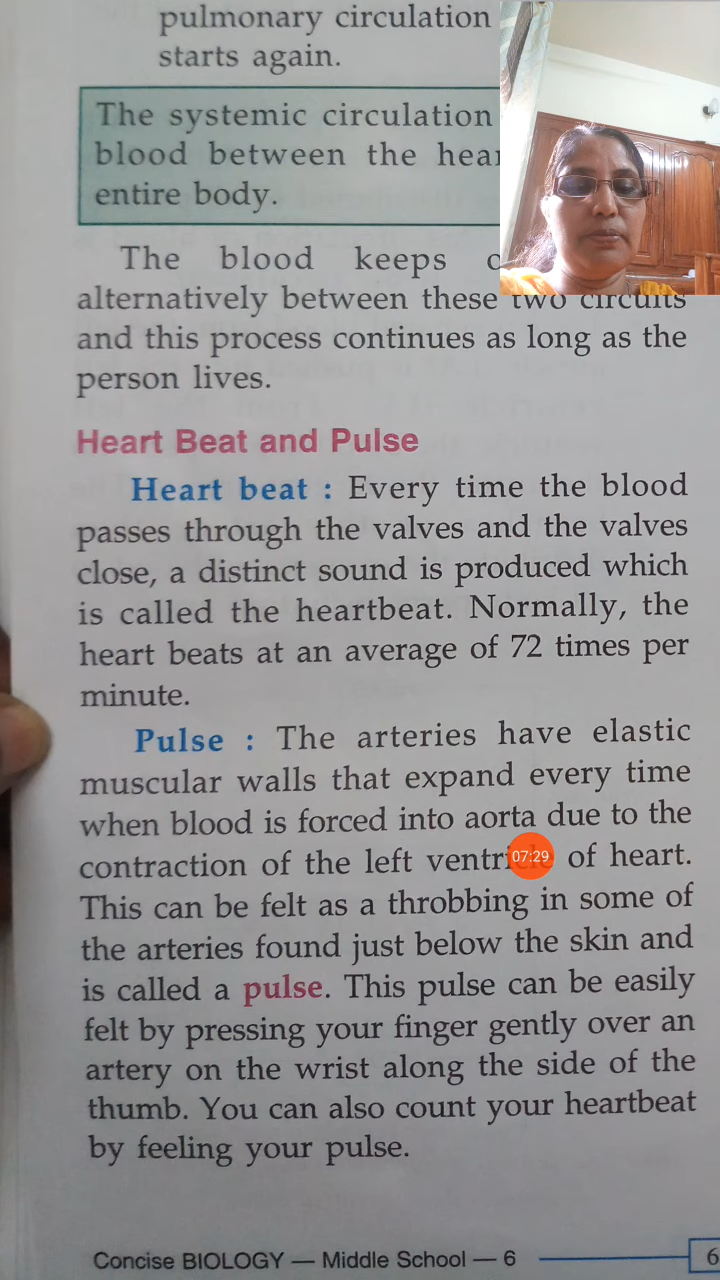 pulmonary circulation
starts again.
The systemic circulation
blood between the
entire body.
The blood keeps
alternatively between these two circuits
and this process continues as long as the
person lives.
Heart Beat and Pulse
Heart beat : Every time the blood
passes through the valves and the valves
close, a distinct sound is produced which
is called the heartbeat. Normally, the
heart beats at an average of 72 times per
minute.
Pulse : The arteries have elastic
muscular walls that expand every time
when blood is forced into aorta due to the
contraction of the left of heart.
07:29
This can be felt as a throbbing in some of
the arteries found just below the skin and
is called a pulse. This pulse can be easily
felt by pressing your finger gently over an
artery on the wrist along the side of the
thumb. You can also count your heartbeat
by feeling your pulse.
Concise BIOLOGY — Middle School — 6